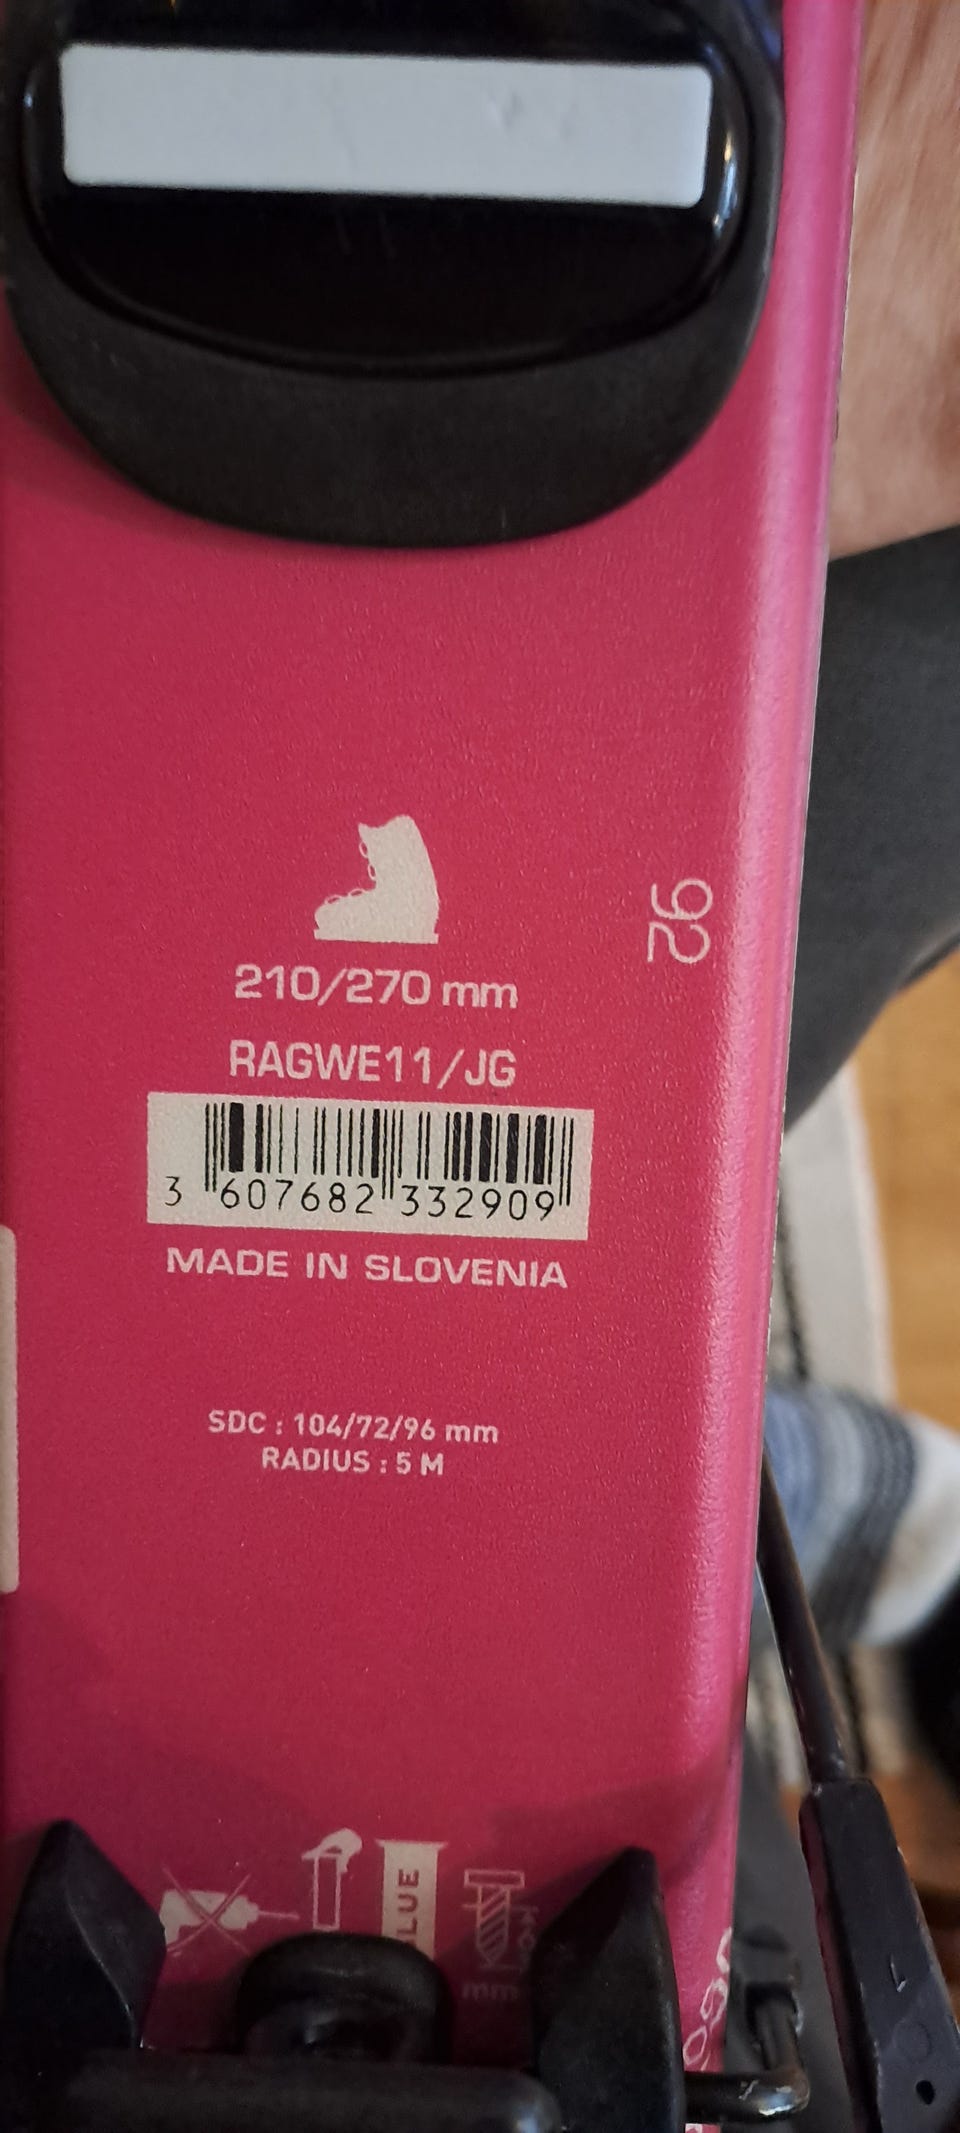 92
210/270 mm
RAGWE11/JG
3 607682 332909
MADE IN SLOVENIA
SDC : 104/72/96 mm
RADIUS : 5 M
mm